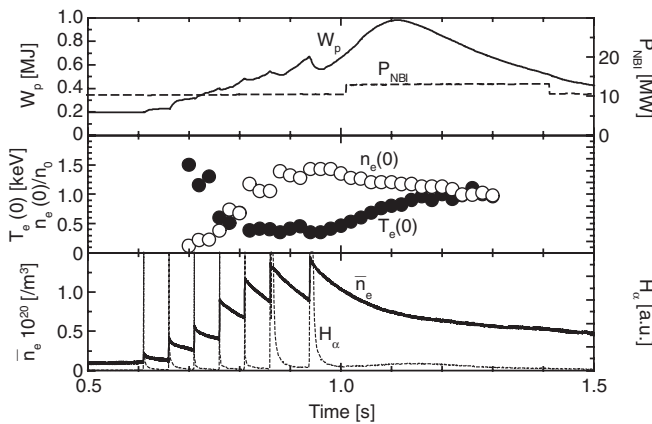 1.0
0.8
0.6
0.4
0.2
W_p [MJ]
W_p
P_NBI
30
20
10
0
P_NBI [MW]
1.5
1.0
0.5
0
T_e(0) [keV]
n_e(0)/n_0
n_e(0)
T_e(0)
1.0
0.5
0
n̄_e 10^20 [/m^3]
n̄_e
H_α
H_α [a.u.]
0.5
1.0
1.5
Time [s]